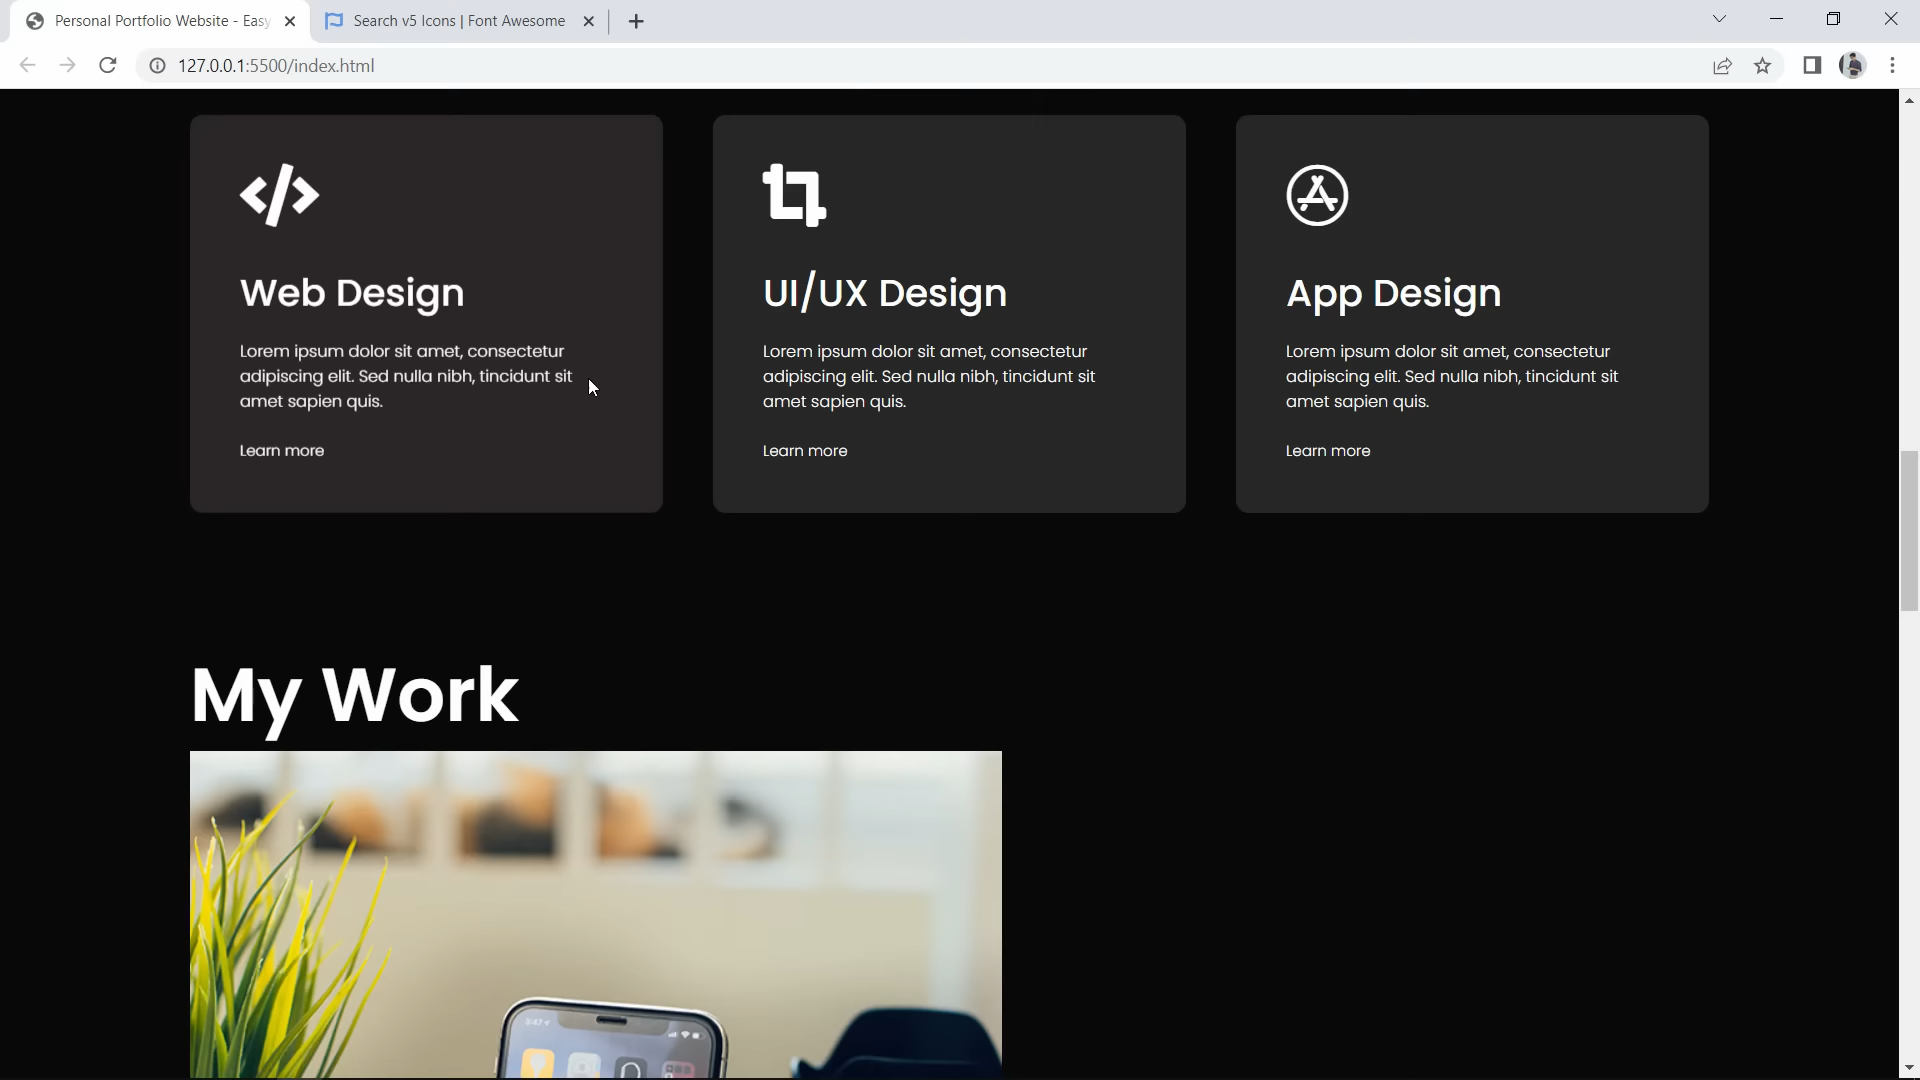 Personal Portfolio Website - Easy
Search v5 Icons | Font Awesome
127.0.0.1:5500/index.html
Web Design
Lorem ipsum dolor sit amet, consectetur
adipiscing elit. Sed nulla nibh, tincidunt sit
amet sapien quis.
Learn more
UI/UX Design
Lorem ipsum dolor sit amet, consectetur
adipiscing elit. Sed nulla nibh, tincidunt sit
amet sapien quis.
Learn more
App Design
Lorem ipsum dolor sit amet, consectetur
adipiscing elit. Sed nulla nibh, tincidunt sit
amet sapien quis.
Learn more
My Work